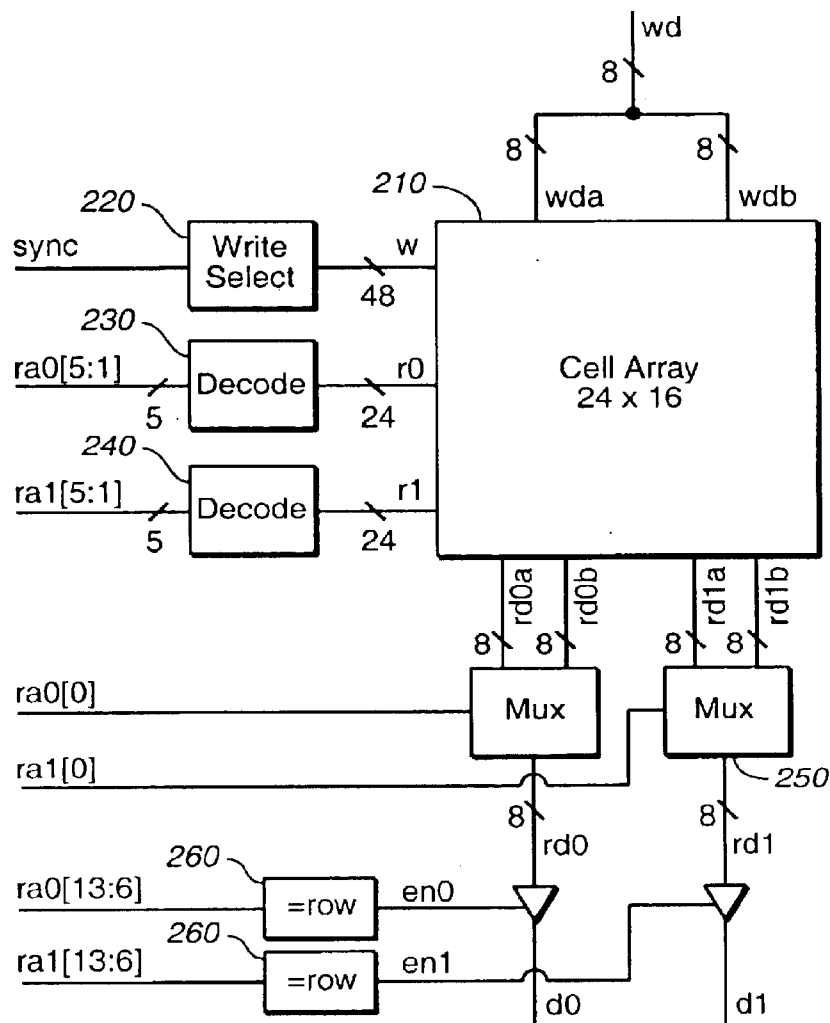 wd
8
8
8
210
wda
wdb
220
sync
Write
Select
w
48
230
ra0[5:1]
5
Decode
r0
24
Cell Array
24 x 16
240
ra1[5:1]
5
Decode
r1
24
rd0a
rd0b
rd1a
rd1b
8
8
8
8
ra0[0]
Mux
Mux
ra1[0]
250
8
8
rd0
rd1
260
ra0[13:6]
=row
en0
260
ra1[13:6]
=row
en1
d0
d1